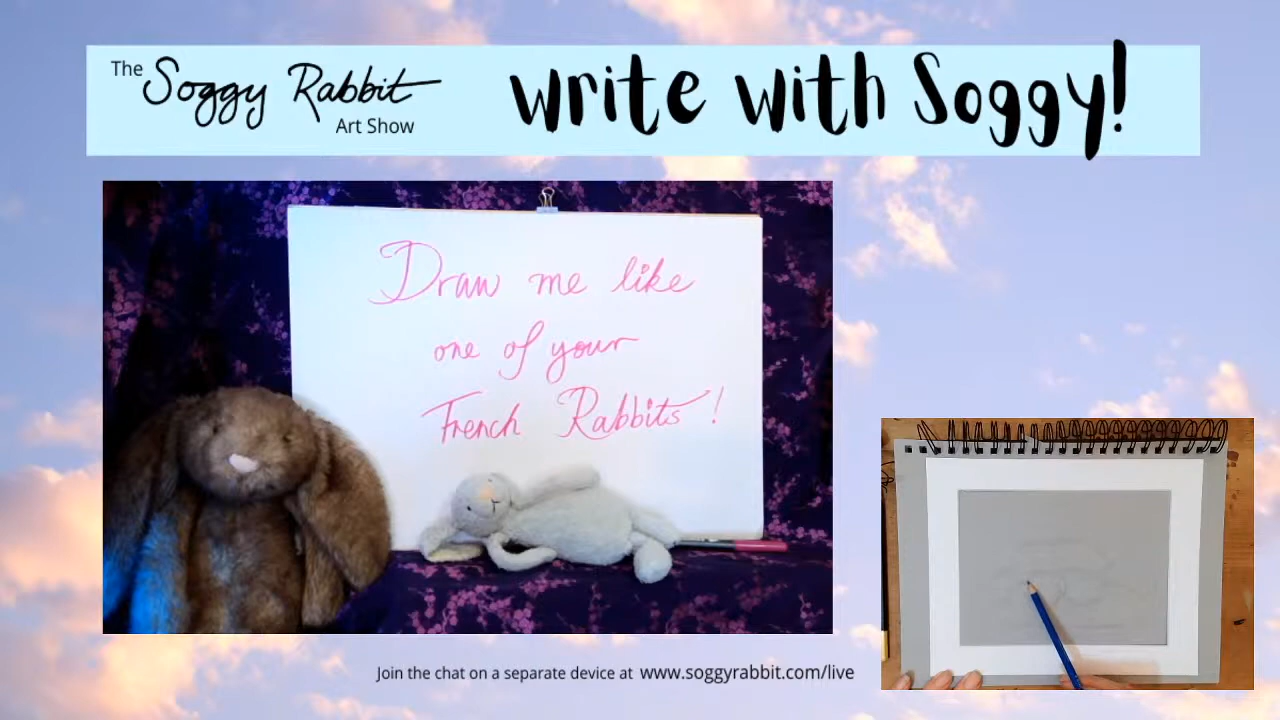 The Soggy Rabbit
Art Show
write with Soggy!
Draw me like
one of your
French Rabbits!
Join the chat on a separate device at www.soggyrabbit.com/live